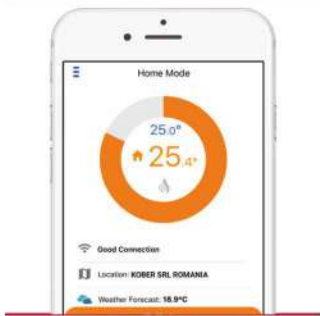 Home Mode
25.0°
25.4°
Good Connection
Location: KOBER SRL ROMANIA
Weather Forecast: 18.9°C